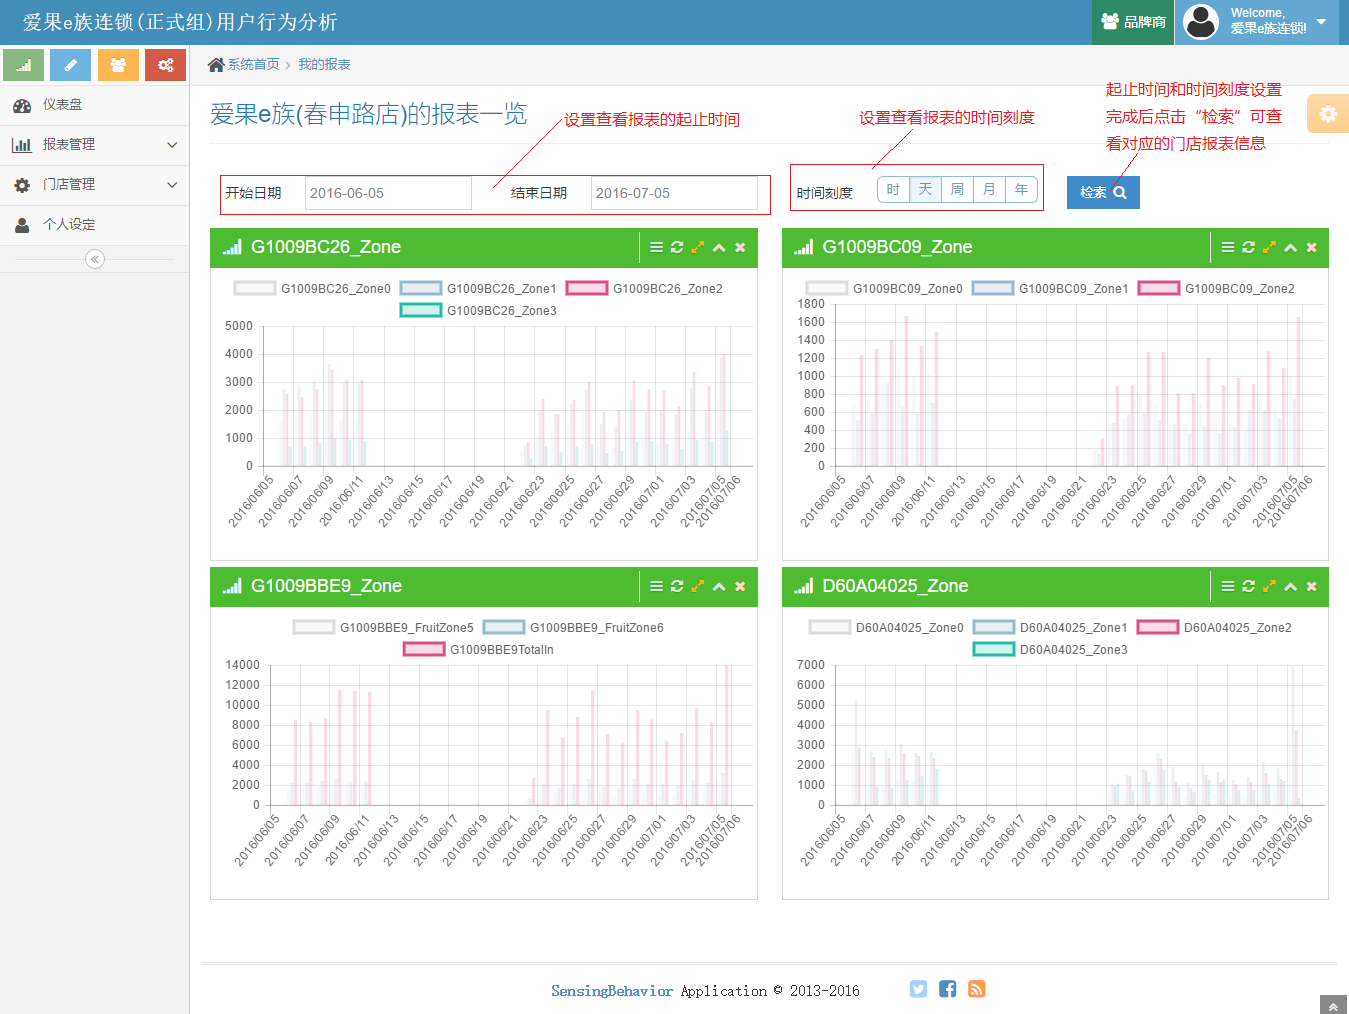 爱果e族连锁(正式组)用户行为分析
品牌商
Welcome,
爱果e族连锁!
系统首页 › 我的报表
仪表盘
报表管理
门店管理
个人设定
爱果e族(春申路店)的报表一览
设置查看报表的起止时间
设置查看报表的时间刻度
起止时间和时间刻度设置
完成后点击“检索”可查
看对应的门店报表信息
开始日期 2016-06-05 结束日期 2016-07-05
时间刻度 时 天 周 月 年
检索
G1009BC26_Zone
G1009BC26_Zone0 G1009BC26_Zone1 G1009BC26_Zone2
G1009BC26_Zone3
5000
4000
3000
2000
1000
0
2016/06/05 2016/06/07 2016/06/09 2016/06/11 2016/06/13 2016/06/15 2016/06/17 2016/06/19 2016/06/21 2016/06/23 2016/06/25 2016/06/27 2016/06/29 2016/07/01 2016/07/03 2016/07/05 2016/07/06
G1009BC09_Zone
G1009BC09_Zone0 G1009BC09_Zone1 G1009BC09_Zone2
1800
1600
1400
1200
1000
800
600
400
200
0
2016/06/05 2016/06/07 2016/06/09 2016/06/11 2016/06/13 2016/06/15 2016/06/17 2016/06/19 2016/06/21 2016/06/23 2016/06/25 2016/06/27 2016/06/29 2016/07/01 2016/07/03 2016/07/05 2016/07/06
G1009BBE9_Zone
G1009BBE9_FruitZone5 G1009BBE9_FruitZone6
G1009BBE9TotalIn
14000
12000
10000
8000
6000
4000
2000
0
2016/06/05 2016/06/07 2016/06/09 2016/06/11 2016/06/13 2016/06/15 2016/06/17 2016/06/19 2016/06/21 2016/06/23 2016/06/25 2016/06/27 2016/06/29 2016/07/01 2016/07/03 2016/07/05 2016/07/06
D60A04025_Zone
D60A04025_Zone0 D60A04025_Zone1 D60A04025_Zone2
D60A04025_Zone3
7000
6000
5000
4000
3000
2000
1000
0
2016/06/05 2016/06/07 2016/06/09 2016/06/11 2016/06/13 2016/06/15 2016/06/17 2016/06/19 2016/06/21 2016/06/23 2016/06/25 2016/06/27 2016/06/29 2016/07/01 2016/07/03 2016/07/05 2016/07/06
SensingBehavior Application © 2013-2016